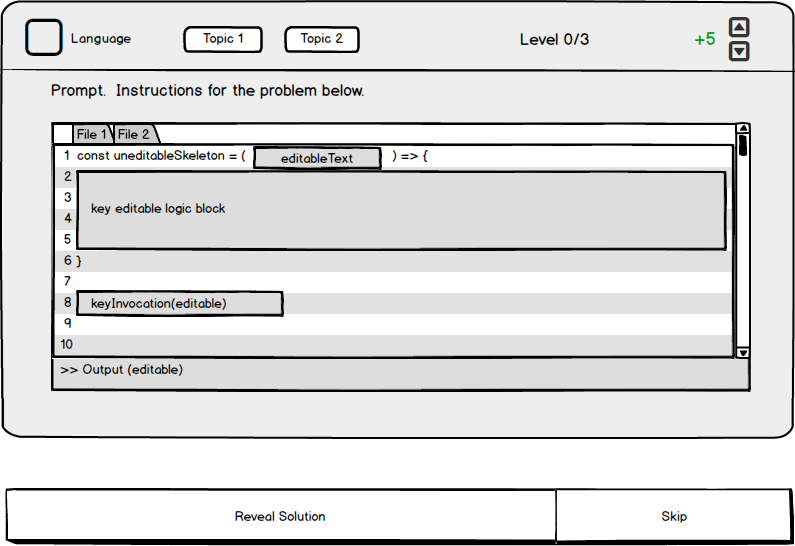 Language Topic 1 Topic 2 Level 0/3 +5
Prompt. Instructions for the problem below.
File 1 File 2
1 const uneditableSkeleton = ( editableText ) => {
2
3 key editable logic block
4
5
6 }
7
8 keyInvocation(editable)
9
10
>> Output (editable)
Reveal Solution Skip